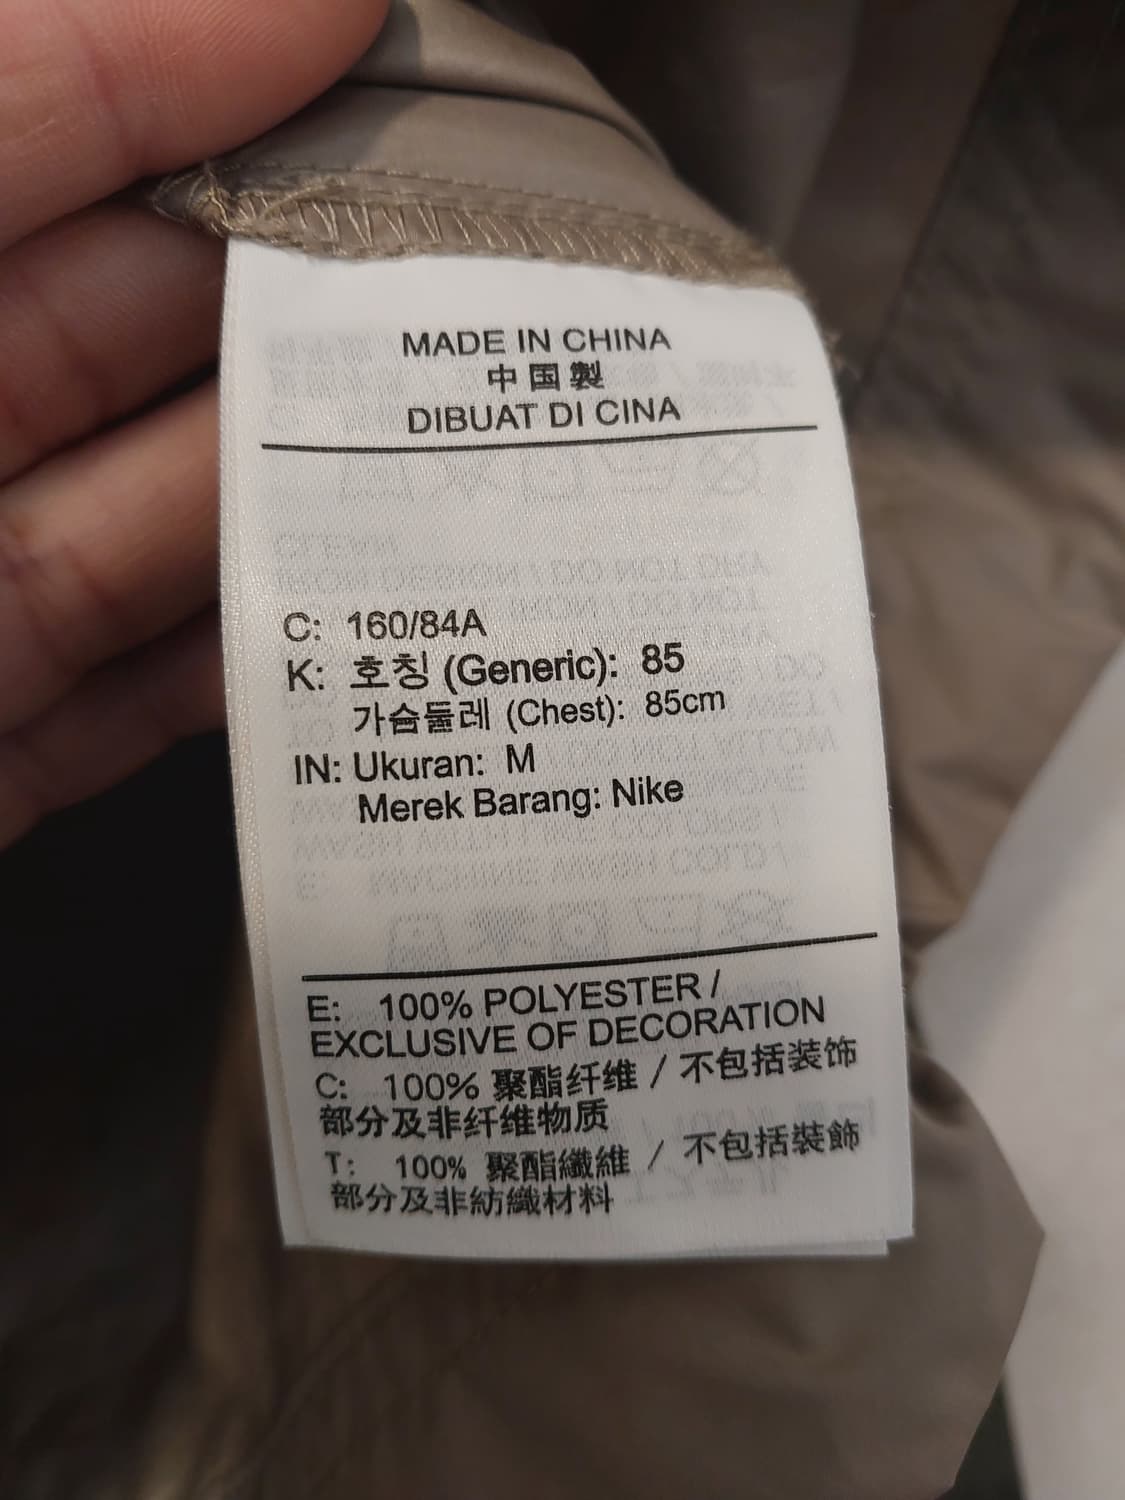 MADE IN CHINA
中国製
DIBUAT DI CINA
C: 160/84A
K: 호칭 (Generic): 85
가슴둘레 (Chest): 85cm
IN: Ukuran: M
Merek Barang: Nike
E: 100% POLYESTER /
EXCLUSIVE OF DECORATION
C: 100% 聚酯纤维 / 不包括装饰
部分及非纤维物质
T: 100% 聚酯纖維 / 不包括裝飾
部分及非紡織材料